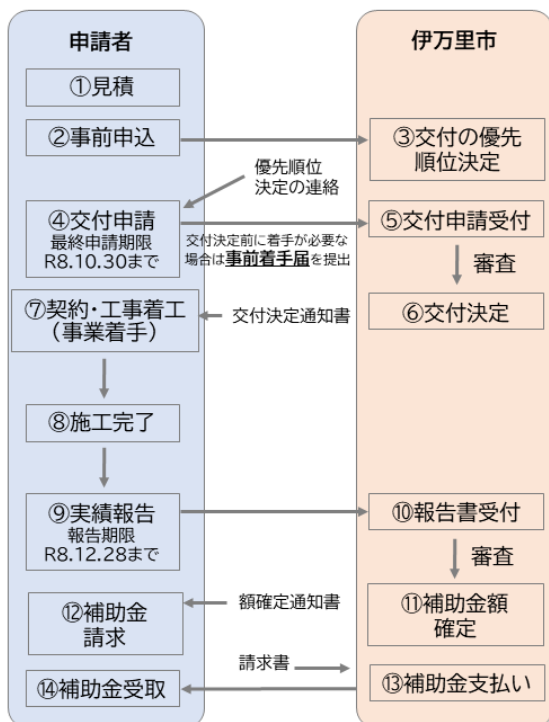 申請者
伊万里市
①見積
②事前申込
③交付の優先
順位決定
優先順位
決定の連絡
④交付申請
最終申請期限
R8.10.30まで
交付決定前に着手が必要な
場合は事前着手届を提出
⑤交付申請受付
審査
⑥交付決定
交付決定通知書
⑦契約・工事着工
（事業着手）
⑧施工完了
⑨実績報告
報告期限
R8.12.28まで
⑩報告書受付
審査
⑪補助金額
確定
額確定通知書
⑫補助金
請求
請求書
⑬補助金支払い
⑭補助金受取